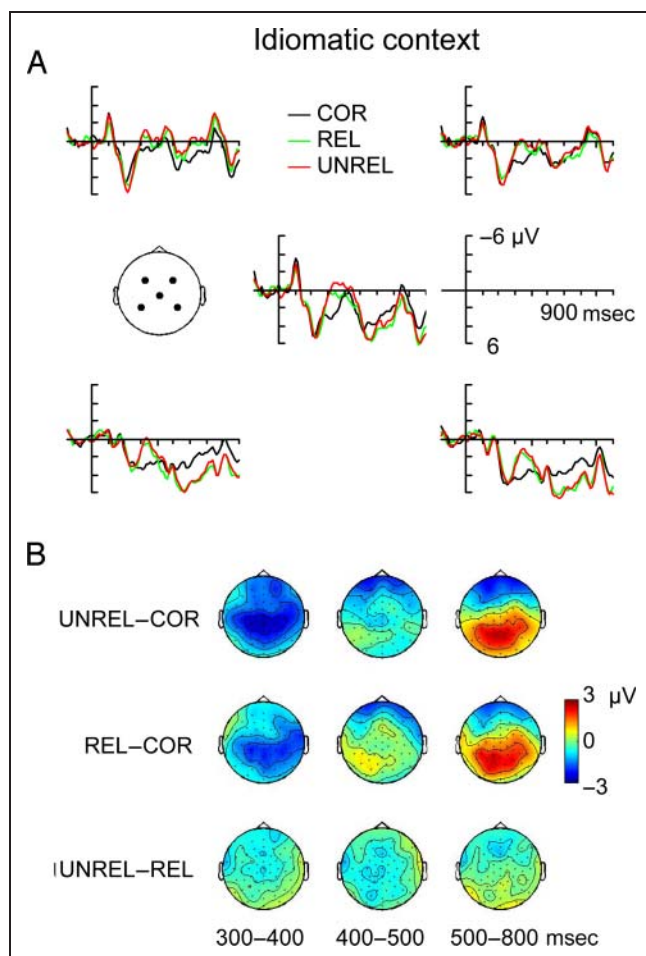 Idiomatic context
A
COR
REL
UNREL
−6 µV
900 msec
6
B
UNREL–COR
3 µV
REL–COR
0
−3
UNREL–REL
300–400 400–500 500–800 msec